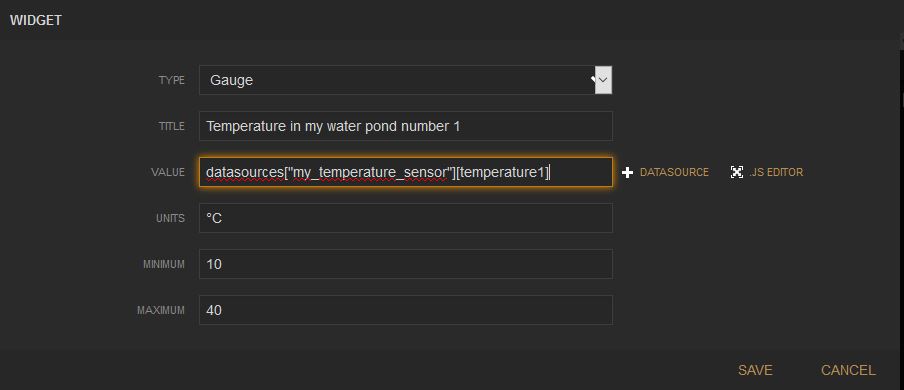 WIDGET
TYPE Gauge
TITLE Temperature in my water pond number 1
VALUE datasources["my_temperature_sensor"][temperature1] DATASOURCE .JS EDITOR
UNITS °C
MINIMUM 10
MAXIMUM 40
SAVE CANCEL